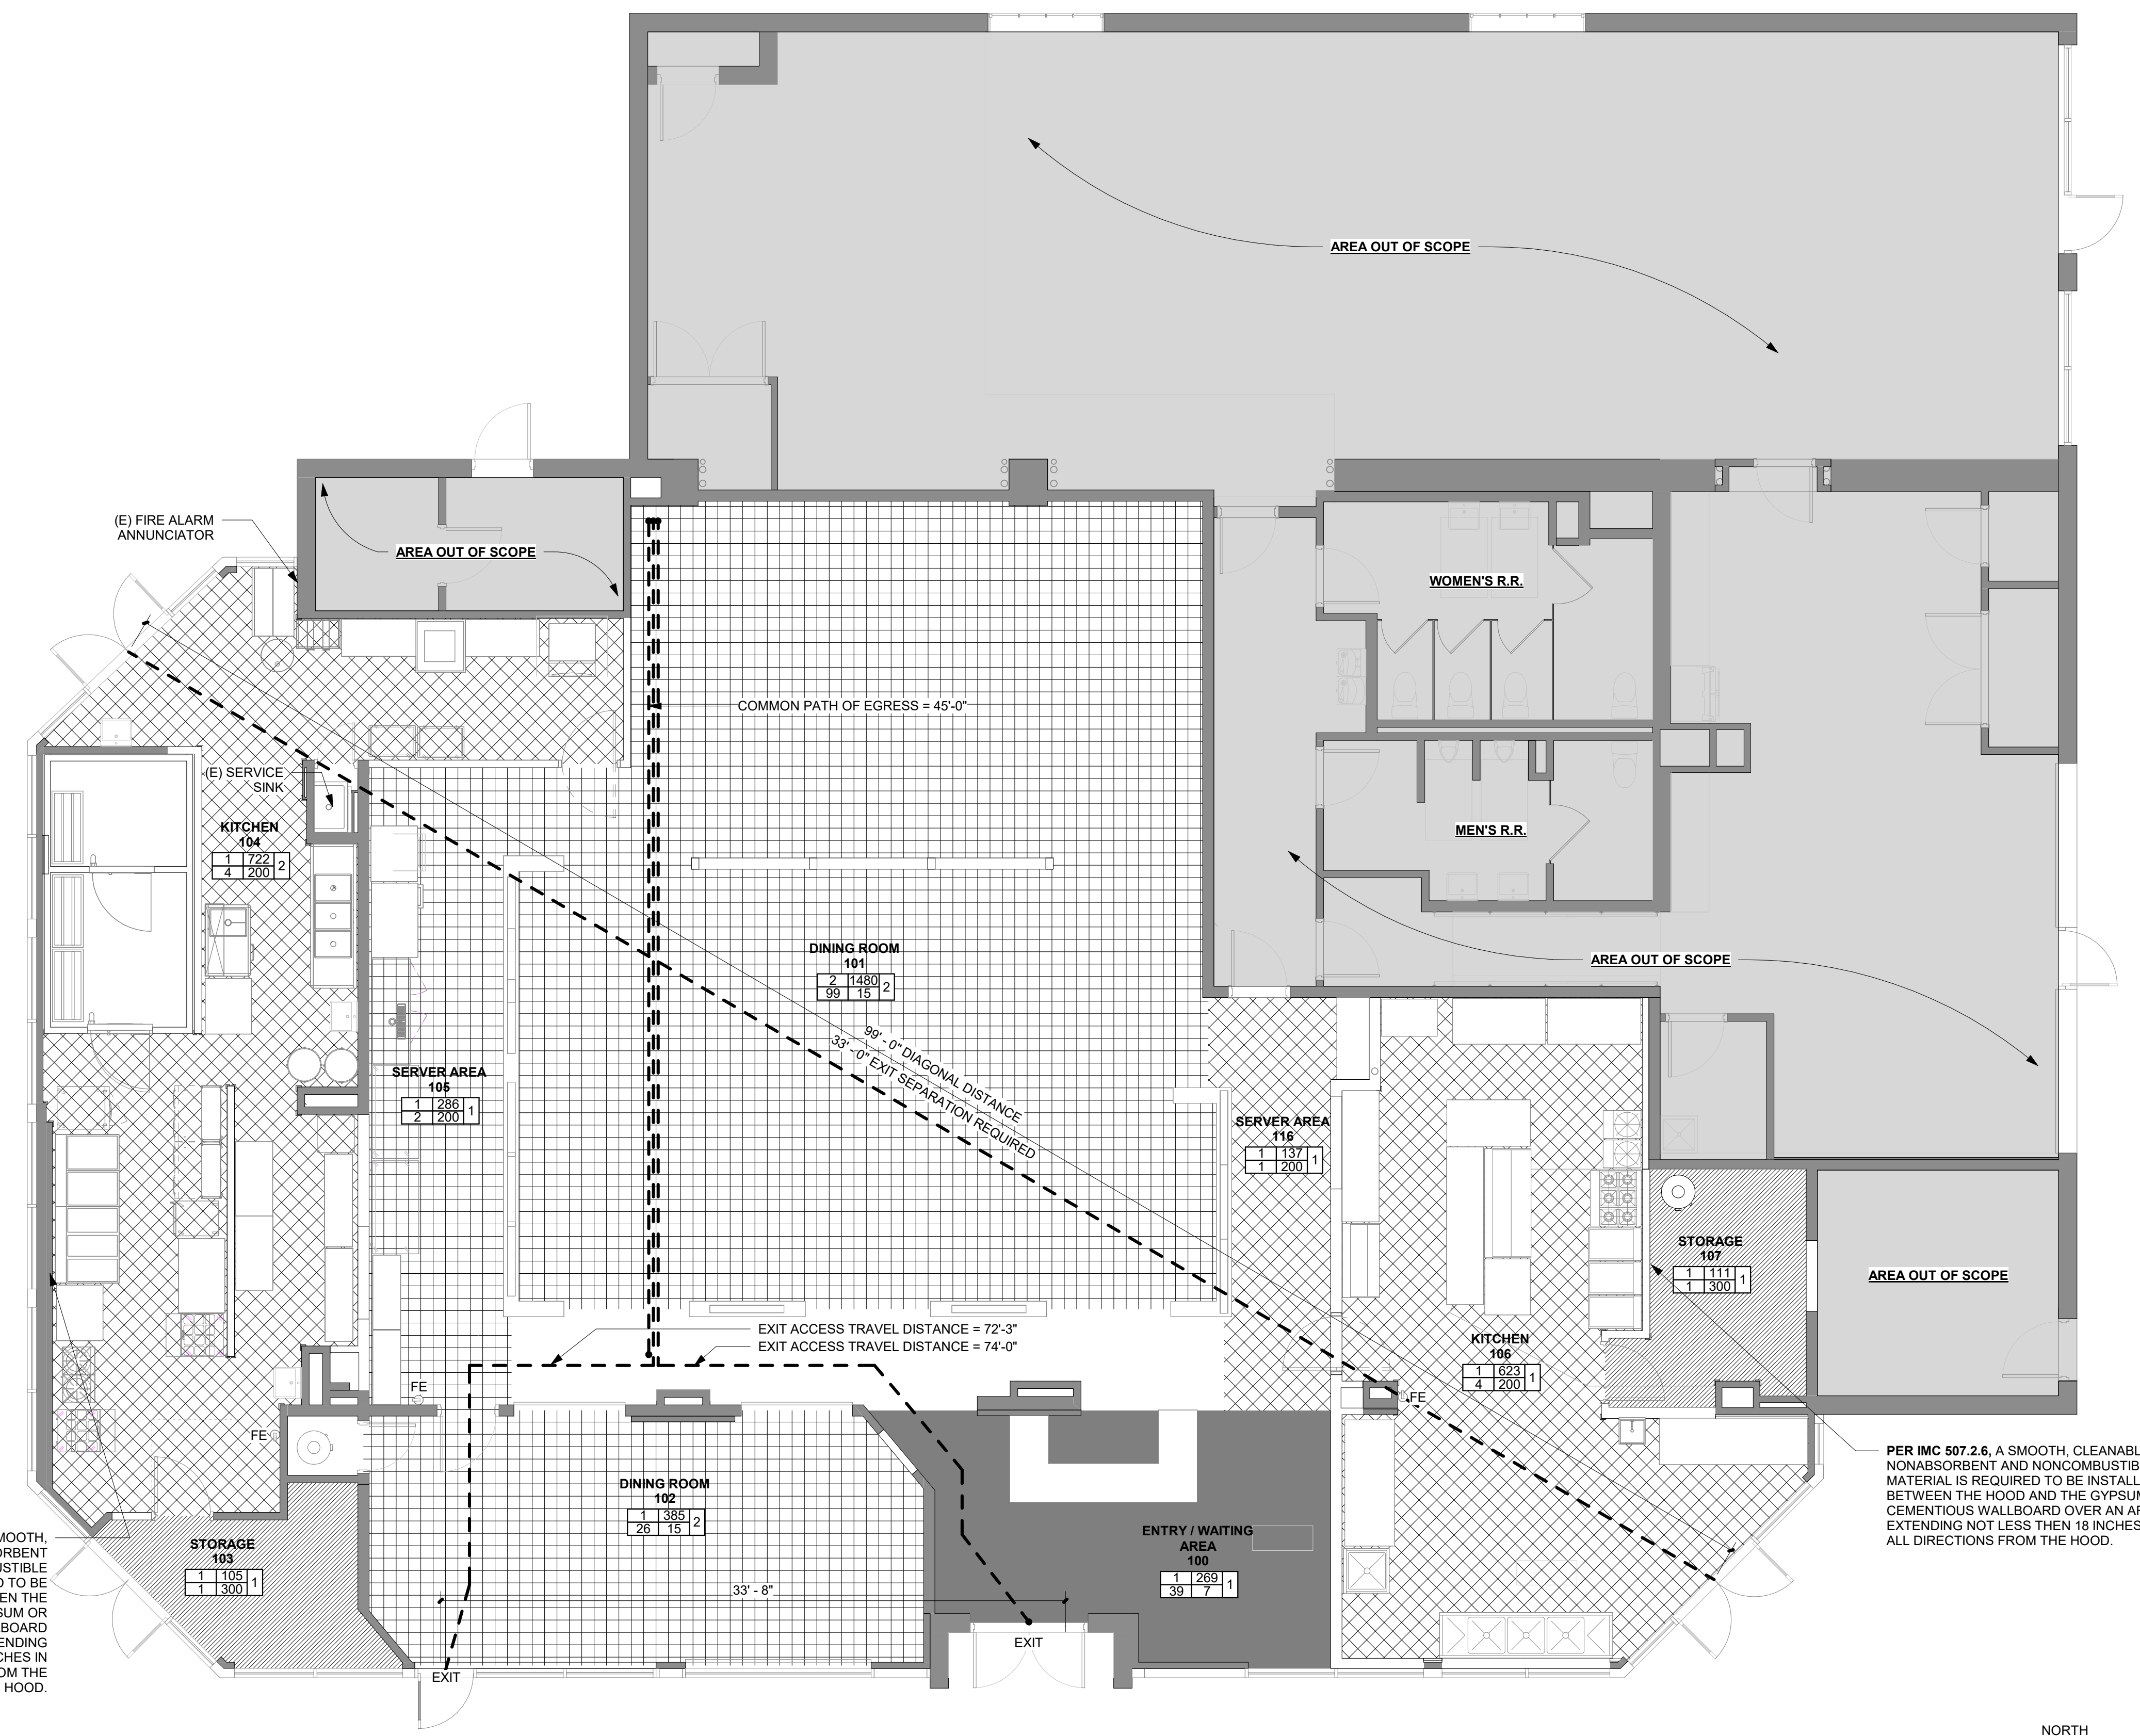 AREA OUT OF SCOPE
(E) FIRE ALARM
ANNUNCIATOR
AREA OUT OF SCOPE
WOMEN'S R.R.
COMMON PATH OF EGRESS = 45'-0"
(E) SERVICE
SINK
KITCHEN
104
1 722 2
4 200
MEN'S R.R.
DINING ROOM
101
2 1480 2
99 15
AREA OUT OF SCOPE
99' - 0" DIAGONAL DISTANCE
33' - 0" EXIT SEPARATION REQUIRED
SERVER AREA
105
1 286 1
2 200
SERVER AREA
116
1 137 1
1 200
STORAGE
107
1 111 1
1 300
AREA OUT OF SCOPE
EXIT ACCESS TRAVEL DISTANCE = 72'-3"
EXIT ACCESS TRAVEL DISTANCE = 74'-0"
KITCHEN
106
1 623 1
4 200
FE
FE
FE
PER IMC 507.2.6, A SMOOTH, CLEANABL
NONABSORBENT AND NONCOMBUSTIB
MATERIAL IS REQUIRED TO BE INSTALL
BETWEEN THE HOOD AND THE GYPSUM
CEMENTIOUS WALLBOARD OVER AN AR
EXTENDING NOT LESS THEN 18 INCHES
ALL DIRECTIONS FROM THE HOOD.
DINING ROOM
102
1 385 2
26 15
ENTRY / WAITING
AREA
100
1 269 1
39 7
MOOTH,
ORBENT
USTIBLE
D TO BE
EN THE
SUM OR
BOARD
ENDING
CHES IN
OM THE
HOOD.
STORAGE
103
1 105 1
1 300
33' - 8"
EXIT
EXIT
NORTH